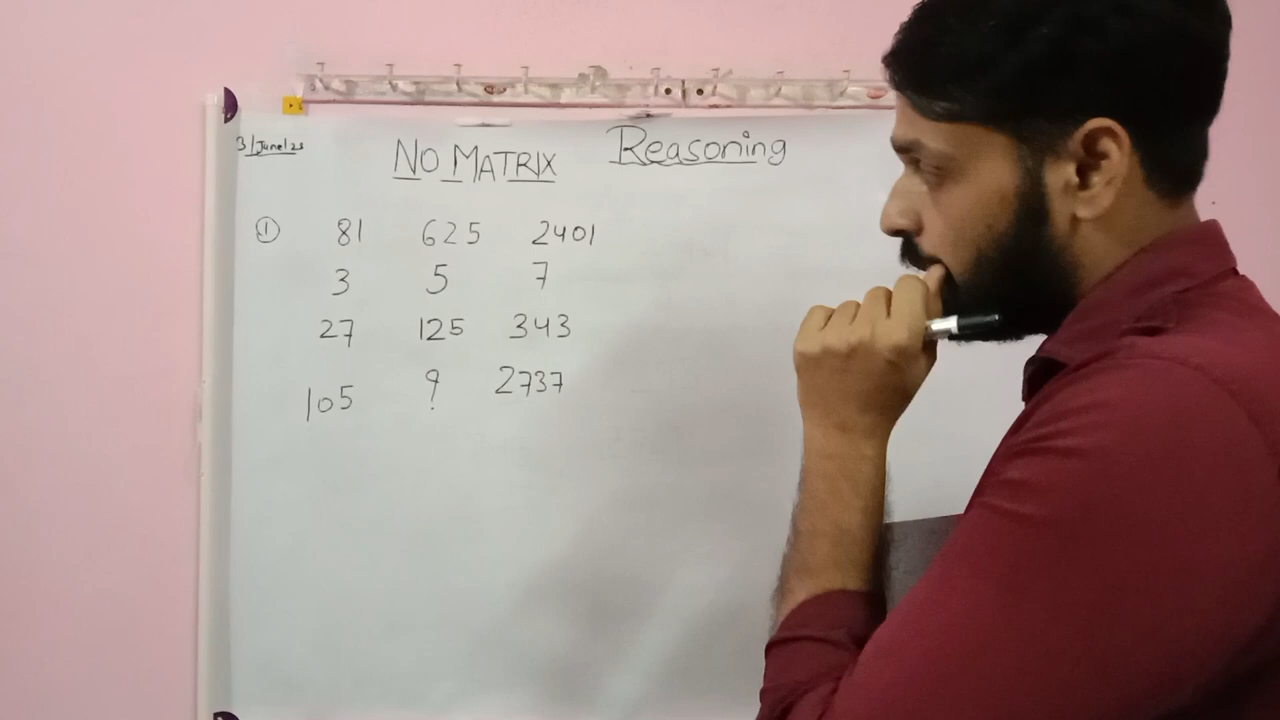 3/June/23
NO MATRIX Reasoning
① 81 625 2401
3 5 7
27 125 343
105 ? 2737